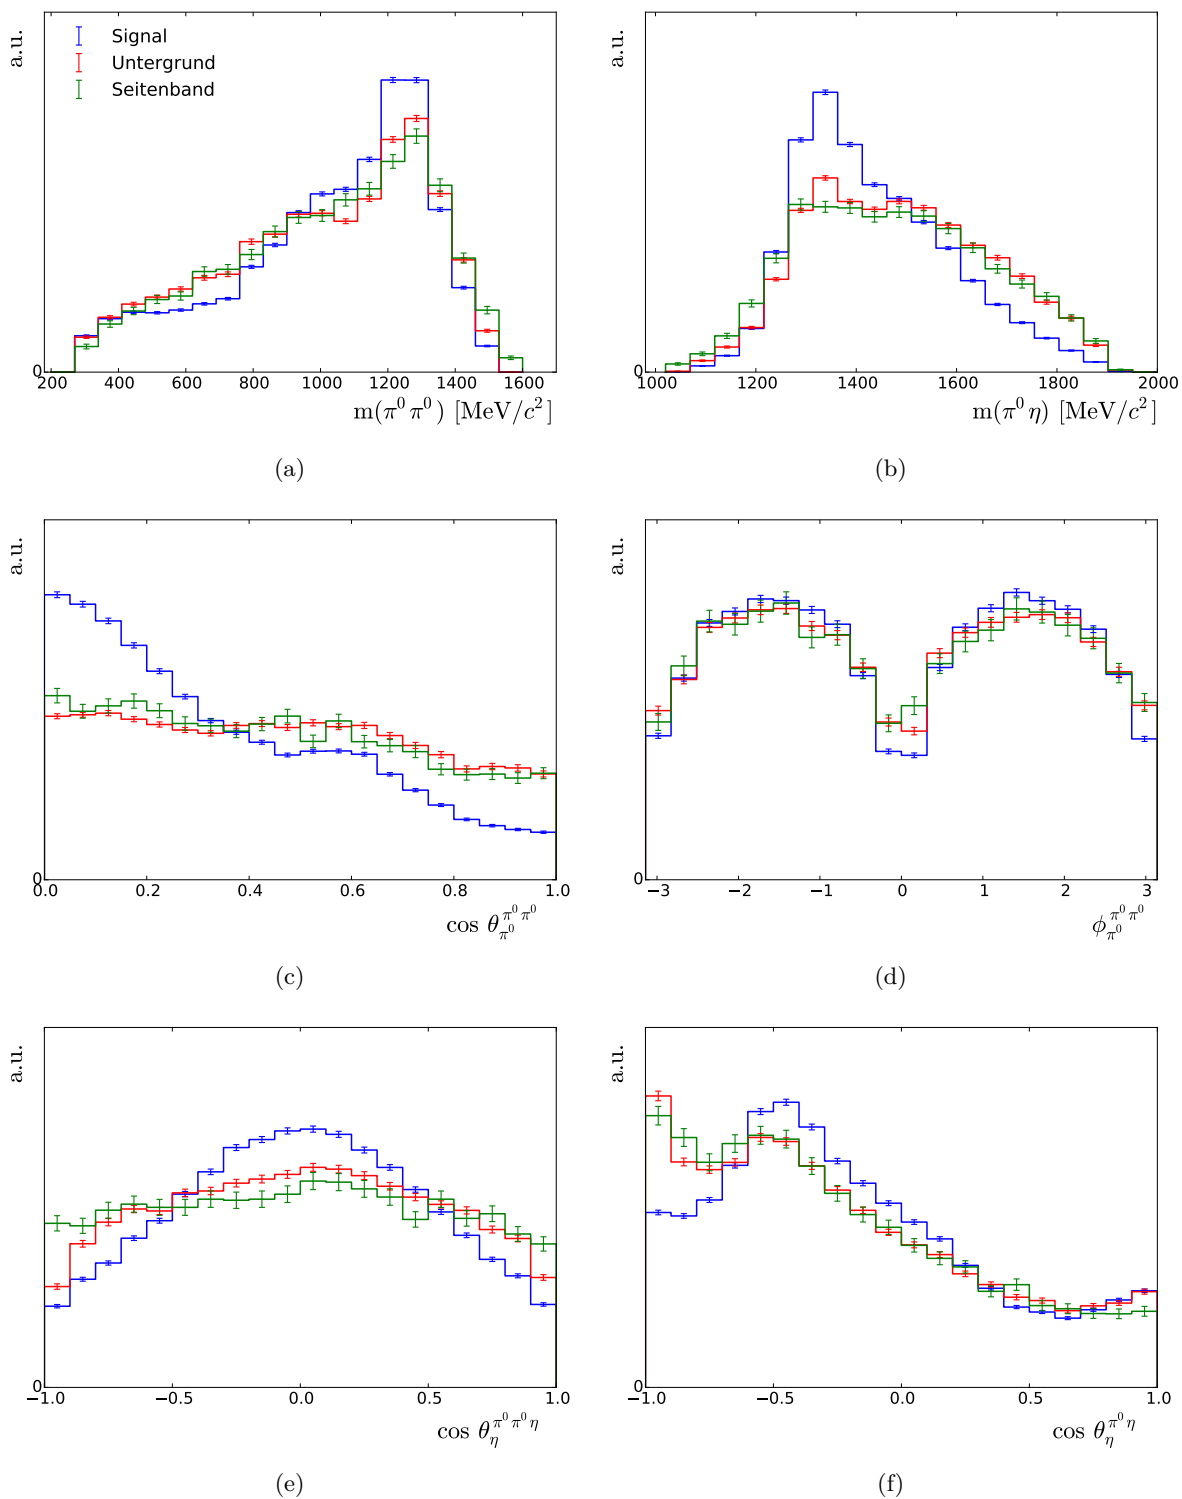 a.u.
Signal
Untergrund
Seitenband
200 400 600 800 1000 1200 1400 1600
0
m(π⁰π⁰) [MeV/c²]
(a)
a.u.
0
1000 1200 1400 1600 1800 2000
m(π⁰η) [MeV/c²]
(b)
a.u.
0
0.0 0.2 0.4 0.6 0.8 1.0
cos θ_{π⁰}^{π⁰π⁰}
(c)
a.u.
0
−3 −2 −1 0 1 2 3
ϕ_{π⁰}^{π⁰π⁰}
(d)
a.u.
0
−1.0 −0.5 0.0 0.5 1.0
cos θ_η^{π⁰π⁰η}
(e)
a.u.
0
−1.0 −0.5 0.0 0.5 1.0
cos θ_η^{π⁰η}
(f)